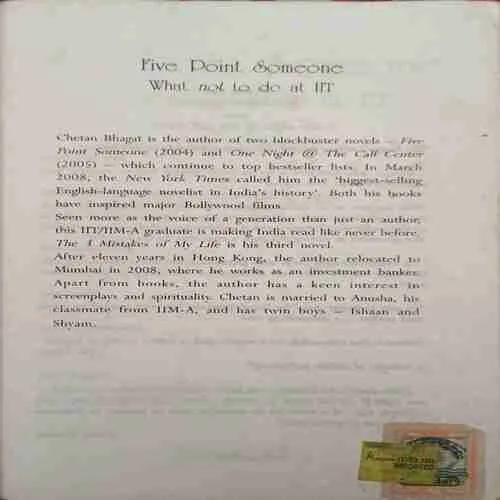 Five Point Someone
What not to do at IIT
Chetan Bhagat is the author of two blockbuster novels – Five
Point Someone (2004) and One Night @ The Call Center
(2005) – which continue to top bestseller lists. In March
2008, the New York Times called him the 'biggest-selling
English-language novelist in India's history'. Both his books
have inspired major Bollywood films.
Seen more as the voice of a generation than just an author,
this IIT/IIM-A graduate is making India read like never before.
The 3 Mistakes of My Life is his third novel.
After eleven years in Hong Kong, the author relocated to
Mumbai in 2008, where he works as an investment banker.
Apart from books, the author has a keen interest in
screenplays and spirituality. Chetan is married to Anusha, his
classmate from IIM-A, and has twin boys – Ishaan and
Shyam.